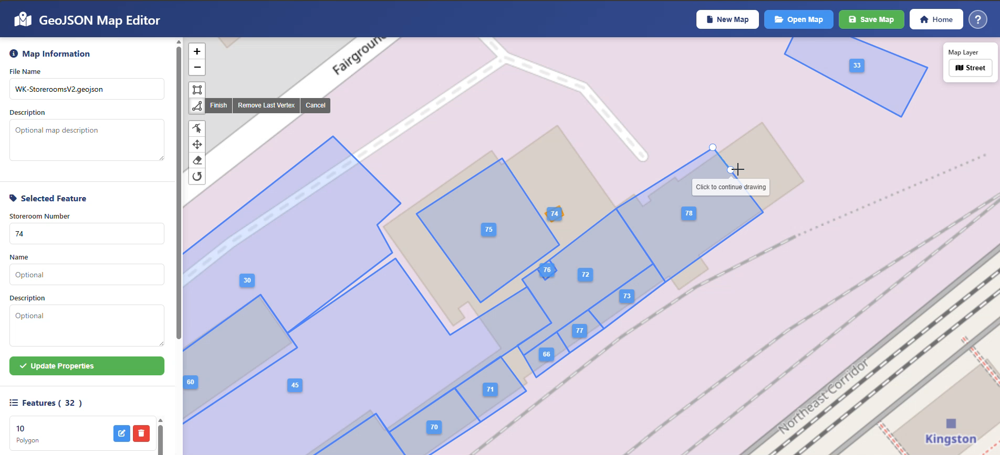 GeoJSON Map Editor
New Map
Open Map
Save Map
Home
?
Map Information
File Name
WK-StoreroomsV2.geojson
Description
Optional map description
Selected Feature
Storeroom Number
74
Name
Optional
Description
Optional
Update Properties
Features ( 32 )
10
Polygon
+
−
Finish
Remove Last Vertex
Cancel
Map Layer
Street
33
Click to continue drawing
74
78
75
76
72
30
73
77
66
60
45
71
70
Northeast Corridor
Kingston